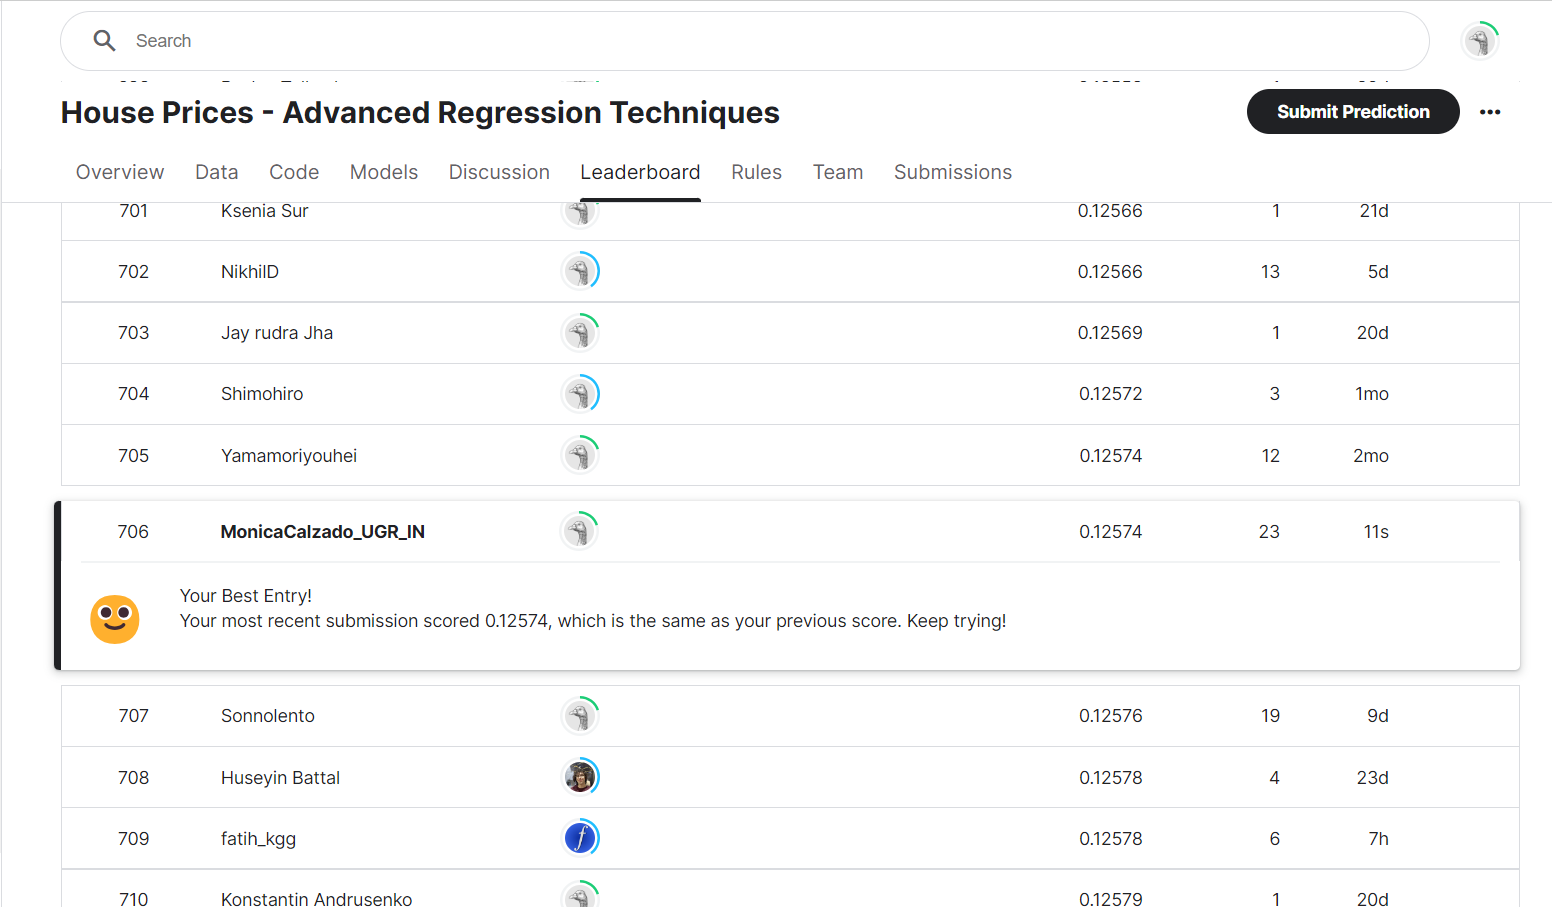 Search
House Prices - Advanced Regression Techniques
Submit Prediction
Overview Data Code Models Discussion Leaderboard Rules Team Submissions
701 Ksenia Sur 0.12566 1 21d
702 NikhilD 0.12566 13 5d
703 Jay rudra Jha 0.12569 1 20d
704 Shimohiro 0.12572 3 1mo
705 Yamamoriyouhei 0.12574 12 2mo
706 MonicaCalzado_UGR_IN 0.12574 23 11s
Your Best Entry!
Your most recent submission scored 0.12574, which is the same as your previous score. Keep trying!
707 Sonnolento 0.12576 19 9d
708 Huseyin Battal 0.12578 4 23d
709 fatih_kgg 0.12578 6 7h
710 Konstantin Andrusenko 0.12579 1 20d